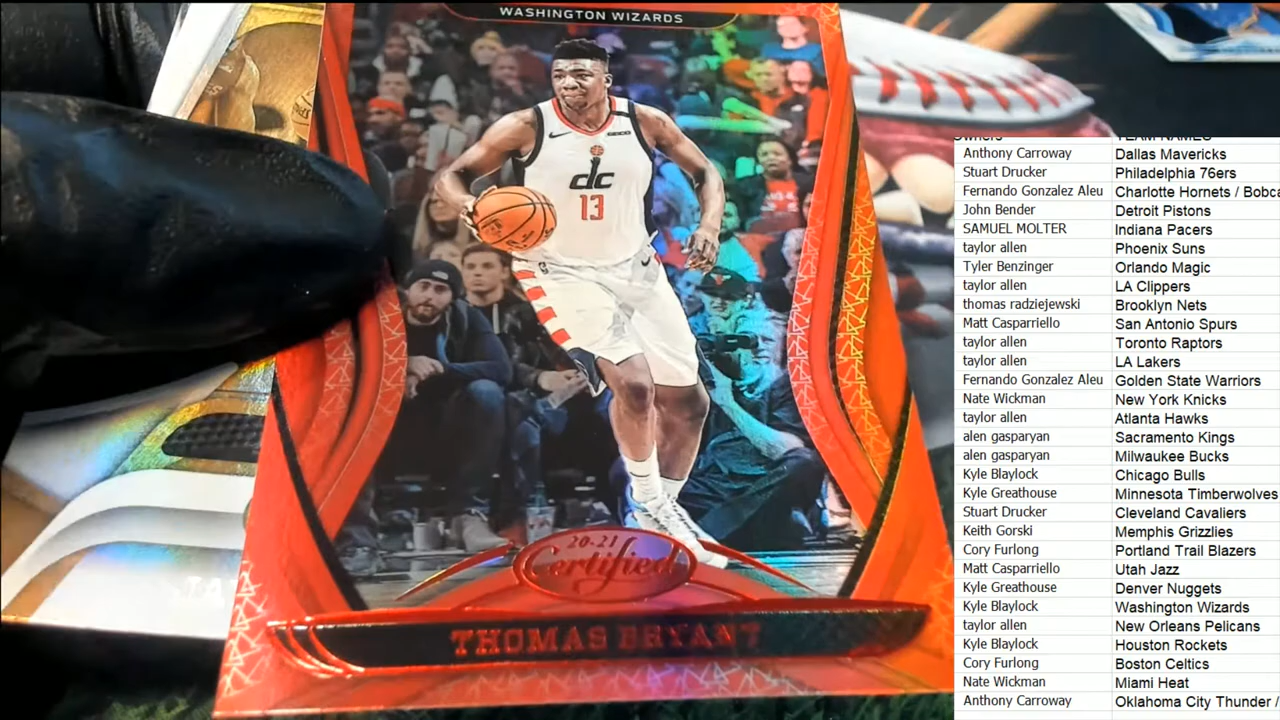 WASHINGTON WIZARDS
GEICO
dc
13
20-21
Certified
THOMAS BRYANT
TEAM NAMES
Anthony Carroway Dallas Mavericks
Stuart Drucker Philadelphia 76ers
Fernando Gonzalez Aleu Charlotte Hornets / Bobc
John Bender Detroit Pistons
SAMUEL MOLTER Indiana Pacers
taylor allen Phoenix Suns
Tyler Benzinger Orlando Magic
taylor allen LA Clippers
thomas radziejewski Brooklyn Nets
Matt Casparriello San Antonio Spurs
taylor allen Toronto Raptors
taylor allen LA Lakers
Fernando Gonzalez Aleu Golden State Warriors
Nate Wickman New York Knicks
taylor allen Atlanta Hawks
alen gasparyan Sacramento Kings
alen gasparyan Milwaukee Bucks
Kyle Blaylock Chicago Bulls
Kyle Greathouse Minnesota Timberwolves
Stuart Drucker Cleveland Cavaliers
Keith Gorski Memphis Grizzlies
Cory Furlong Portland Trail Blazers
Matt Casparriello Utah Jazz
Kyle Greathouse Denver Nuggets
Kyle Blaylock Washington Wizards
taylor allen New Orleans Pelicans
Kyle Blaylock Houston Rockets
Cory Furlong Boston Celtics
Nate Wickman Miami Heat
Anthony Carroway Oklahoma City Thunder /